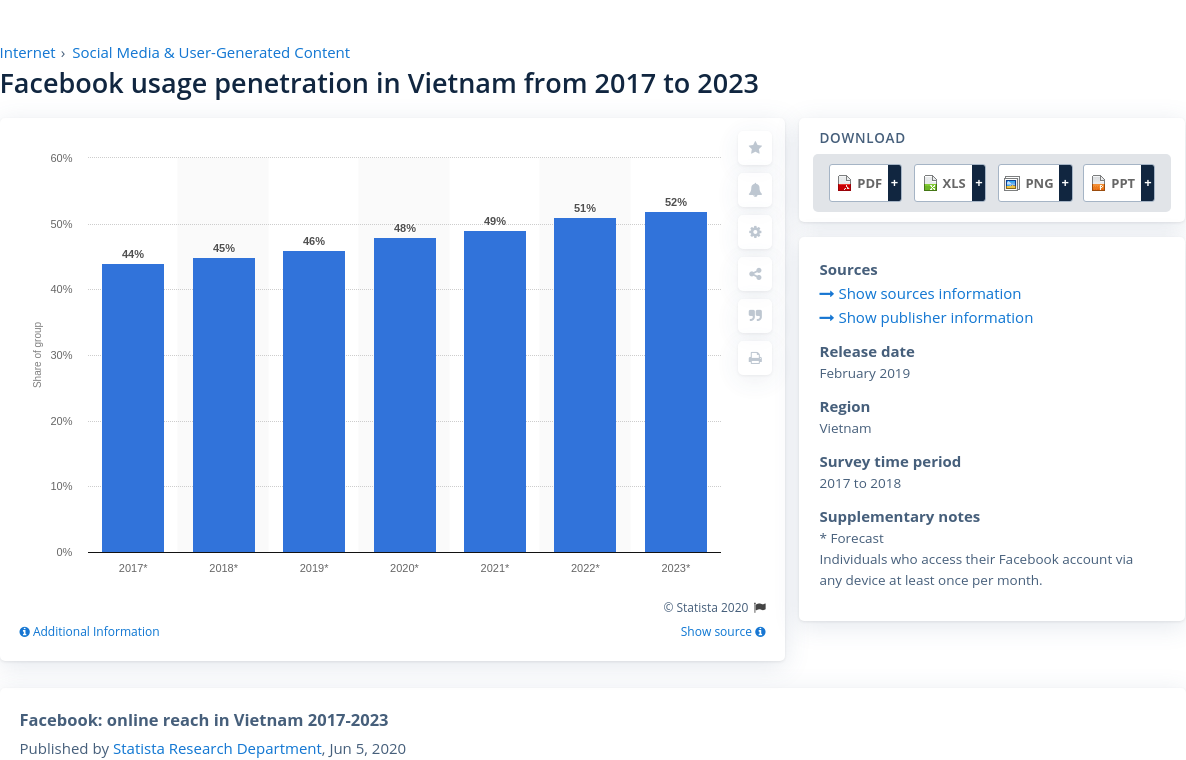 Internet › Social Media & User-Generated Content
Facebook usage penetration in Vietnam from 2017 to 2023
60%
50%
40%
30%
20%
10%
0%
Share of group
44%
45%
46%
48%
49%
51%
52%
2017*
2018*
2019*
2020*
2021*
2022*
2023*
© Statista 2020
Additional Information
Show source
DOWNLOAD
PDF +
XLS +
PNG +
PPT +
Sources
Show sources information
Show publisher information
Release date
February 2019
Region
Vietnam
Survey time period
2017 to 2018
Supplementary notes
* Forecast
Individuals who access their Facebook account via
any device at least once per month.
Facebook: online reach in Vietnam 2017-2023
Published by Statista Research Department, Jun 5, 2020